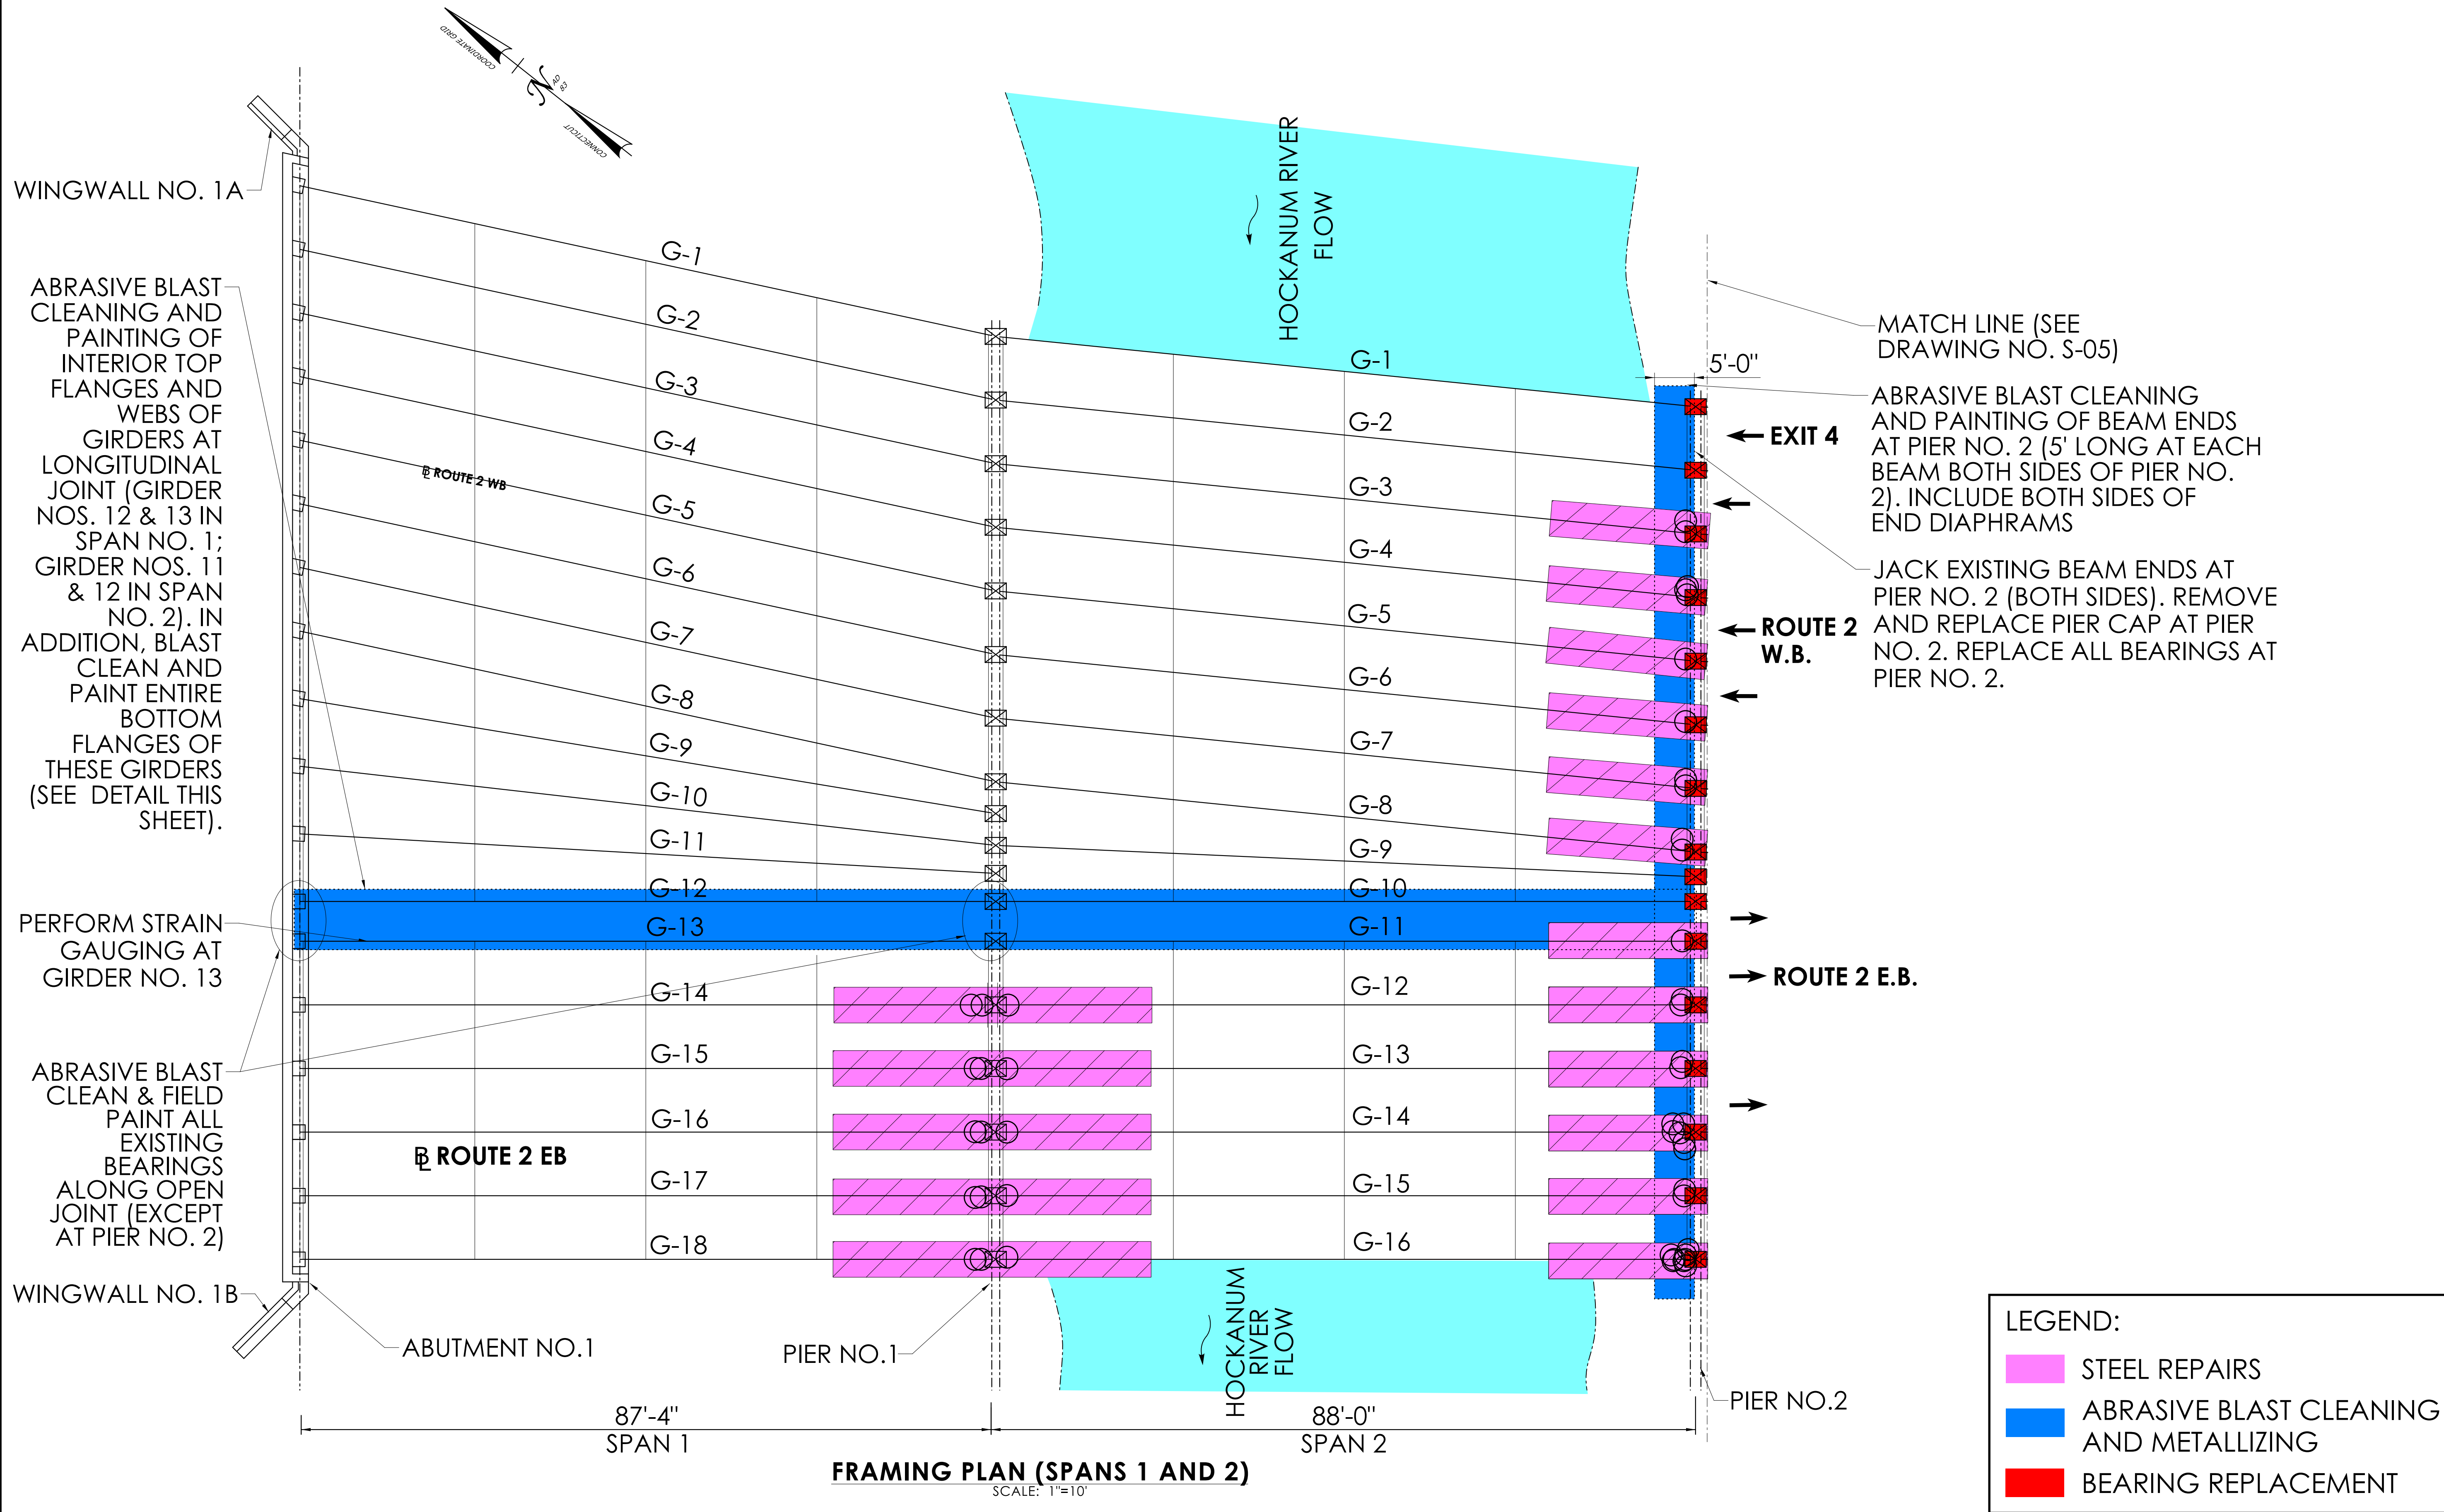 COORDINATE GRID
N
AD 83
CONNECTICUT
WINGWALL NO. 1A
ABRASIVE BLAST
CLEANING AND
PAINTING OF
INTERIOR TOP
FLANGES AND
WEBS OF
GIRDERS AT
LONGITUDINAL
JOINT (GIRDER
NOS. 12 & 13 IN
SPAN NO. 1;
GIRDER NOS. 11
& 12 IN SPAN
NO. 2). IN
ADDITION, BLAST
CLEAN AND
PAINT ENTIRE
BOTTOM
FLANGES OF
THESE GIRDERS
(SEE DETAIL THIS
SHEET).
PERFORM STRAIN
GAUGING AT
GIRDER NO. 13
ABRASIVE BLAST
CLEAN & FIELD
PAINT ALL
EXISTING
BEARINGS
ALONG OPEN
JOINT (EXCEPT
AT PIER NO. 2)
WINGWALL NO. 1B
ABUTMENT NO.1
PIER NO.1
G-1
G-2
G-3
G-4
G-5
G-6
G-7
G-8
G-9
G-10
G-11
G-12
G-13
G-14
G-15
G-16
G-17
G-18
BL ROUTE 2 WB
BL ROUTE 2 EB
HOCKANUM RIVER
FLOW
G-1
G-2
G-3
G-4
G-5
G-6
G-7
G-8
G-9
G-10
G-11
G-12
G-13
G-14
G-15
G-16
HOCKANUM
RIVER
FLOW
5'-0"
MATCH LINE (SEE
DRAWING NO. S-05)
ABRASIVE BLAST CLEANING
AND PAINTING OF BEAM ENDS
AT PIER NO. 2 (5' LONG AT EACH
BEAM BOTH SIDES OF PIER NO.
2). INCLUDE BOTH SIDES OF
END DIAPHRAMS
JACK EXISTING BEAM ENDS AT
PIER NO. 2 (BOTH SIDES). REMOVE
AND REPLACE PIER CAP AT PIER
NO. 2. REPLACE ALL BEARINGS AT
PIER NO. 2.
EXIT 4
ROUTE 2
W.B.
ROUTE 2 E.B.
PIER NO.2
87'-4"
SPAN 1
88'-0"
SPAN 2
FRAMING PLAN (SPANS 1 AND 2)
SCALE: 1"=10'
LEGEND:
STEEL REPAIRS
ABRASIVE BLAST CLEANING
AND METALLIZING
BEARING REPLACEMENT